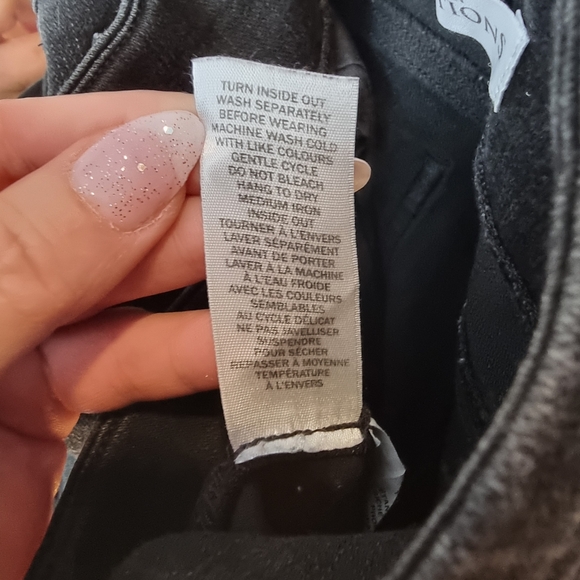 TIONS
TURN INSIDE OUT
WASH SEPARATELY
BEFORE WEARING
MACHINE WASH COLD
WITH LIKE COLOURS
GENTLE CYCLE
DO NOT BLEACH
HANG TO DRY
MEDIUM IRON
INSIDE OUT
TOURNER À L'ENVERS
LAVER SÉPARÉMENT
AVANT DE PORTER
LAVER À LA MACHINE
À L'EAU FROIDE
AVEC LES COULEURS
SEMBLABLES
AU CYCLE DÉLICAT
NE PAS JAVELLISER
SUSPENDRE
POUR SÉCHER
REPASSER À MOYENNE
TEMPÉRATURE
À L'ENVERS